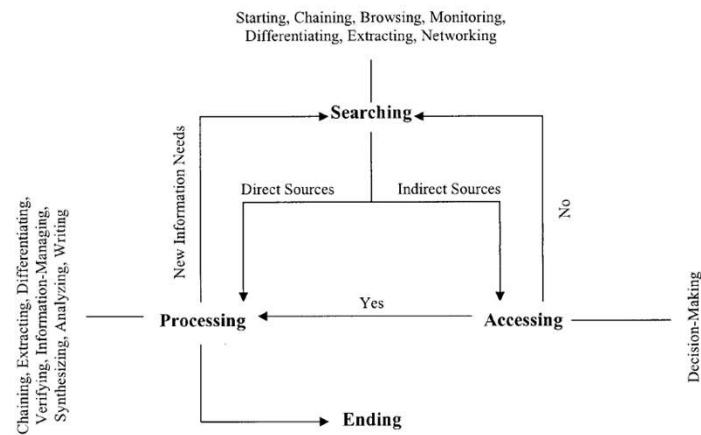 Starting, Chaining, Browsing, Monitoring,
Differentiating, Extracting, Networking
Searching
New Information Needs
Direct Sources
Indirect Sources
No
Chaining, Extracting, Differentiating,
Verifying, Information-Managing,
Synthesizing, Analyzing, Writing
Processing
Yes
Accessing
Decision-Making
Ending